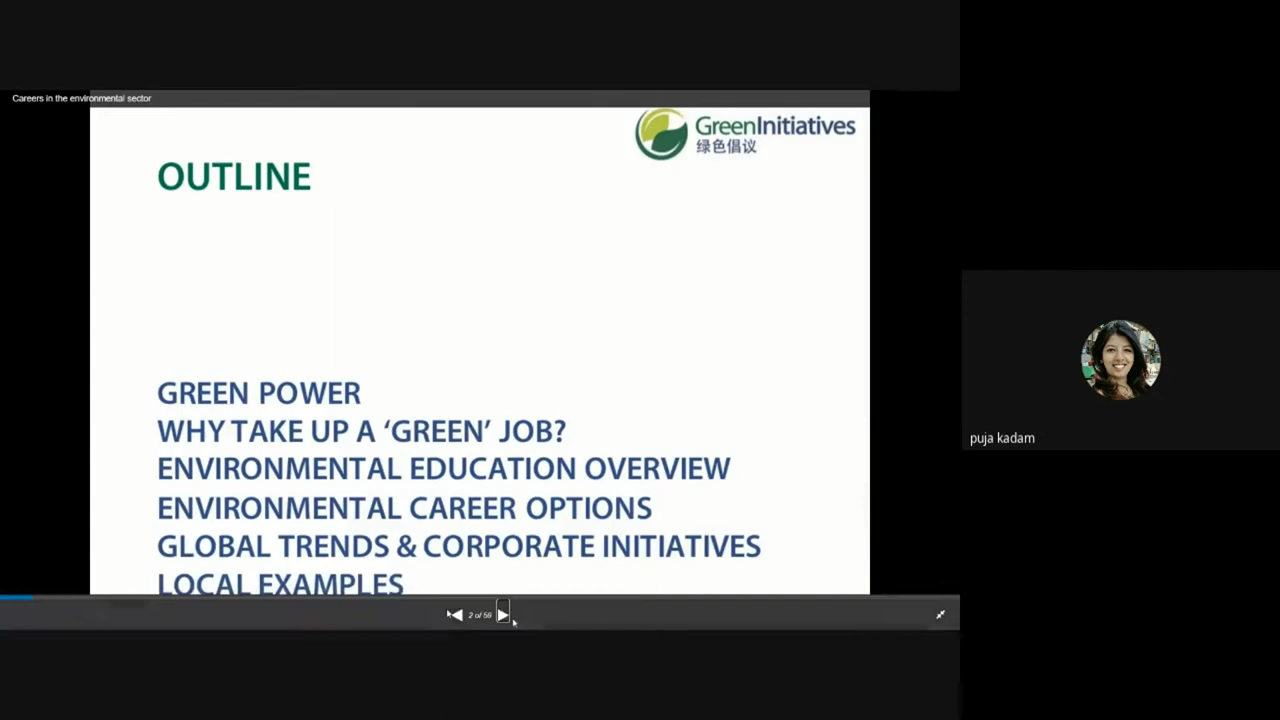 Careers in the environmental sector
GreenInitiatives
绿色倡议
OUTLINE
GREEN POWER
WHY TAKE UP A ‘GREEN’ JOB?
ENVIRONMENTAL EDUCATION OVERVIEW
ENVIRONMENTAL CAREER OPTIONS
GLOBAL TRENDS & CORPORATE INITIATIVES
LOCAL EXAMPLES
2 of 59
puja kadam